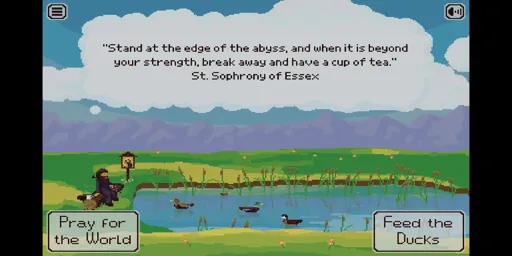 "Stand at the edge of the abyss, and when it is beyond
your strength, break away and have a cup of tea."
St. Sophrony of Essex
Pray for
the World
Feed the
Ducks